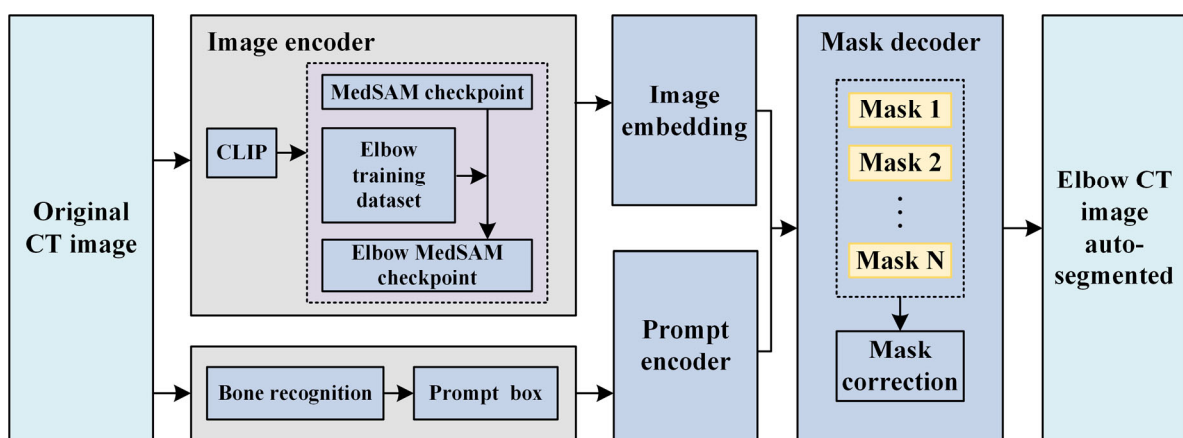 Original
CT image
Image encoder
CLIP
MedSAM checkpoint
Elbow
training
dataset
Elbow MedSAM
checkpoint
Bone recognition
Prompt box
Image
embedding
Prompt
encoder
Mask decoder
Mask 1
Mask 2
⋮
Mask N
Mask
correction
Elbow CT
image
auto-
segmented